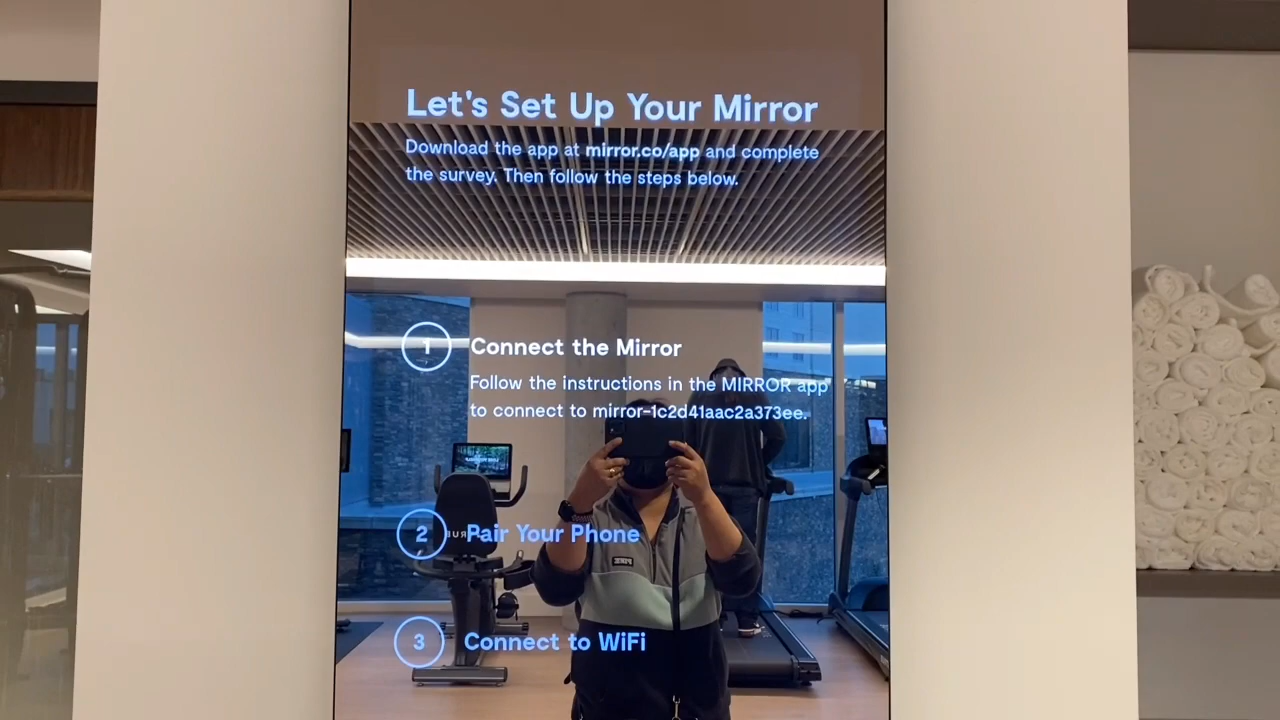 Let's Set Up Your Mirror
Download the app at mirror.co/app and complete
the survey. Then follow the steps below.
1 Connect the Mirror
Follow the instructions in the MIRROR app
to connect to mirror-1c2d41aac2a373ee.
2 Pair Your Phone
3 Connect to WiFi